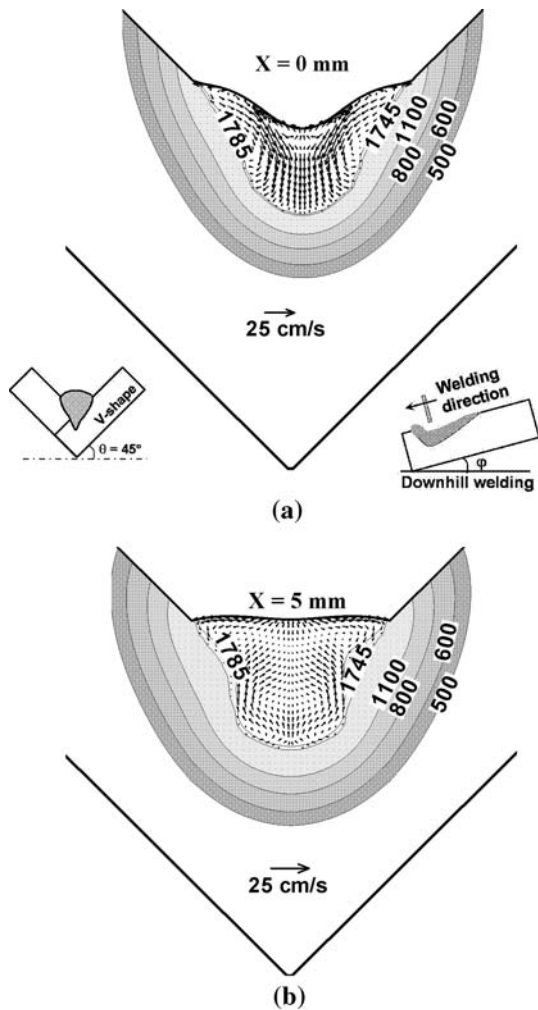 X = 0 mm
1785
1745
1100
800
600
500
25 cm/s
V-shape
θ = 45°
Welding
direction
φ
Downhill welding
(a)
X = 5 mm
1785
1745
1100
800
600
500
25 cm/s
(b)